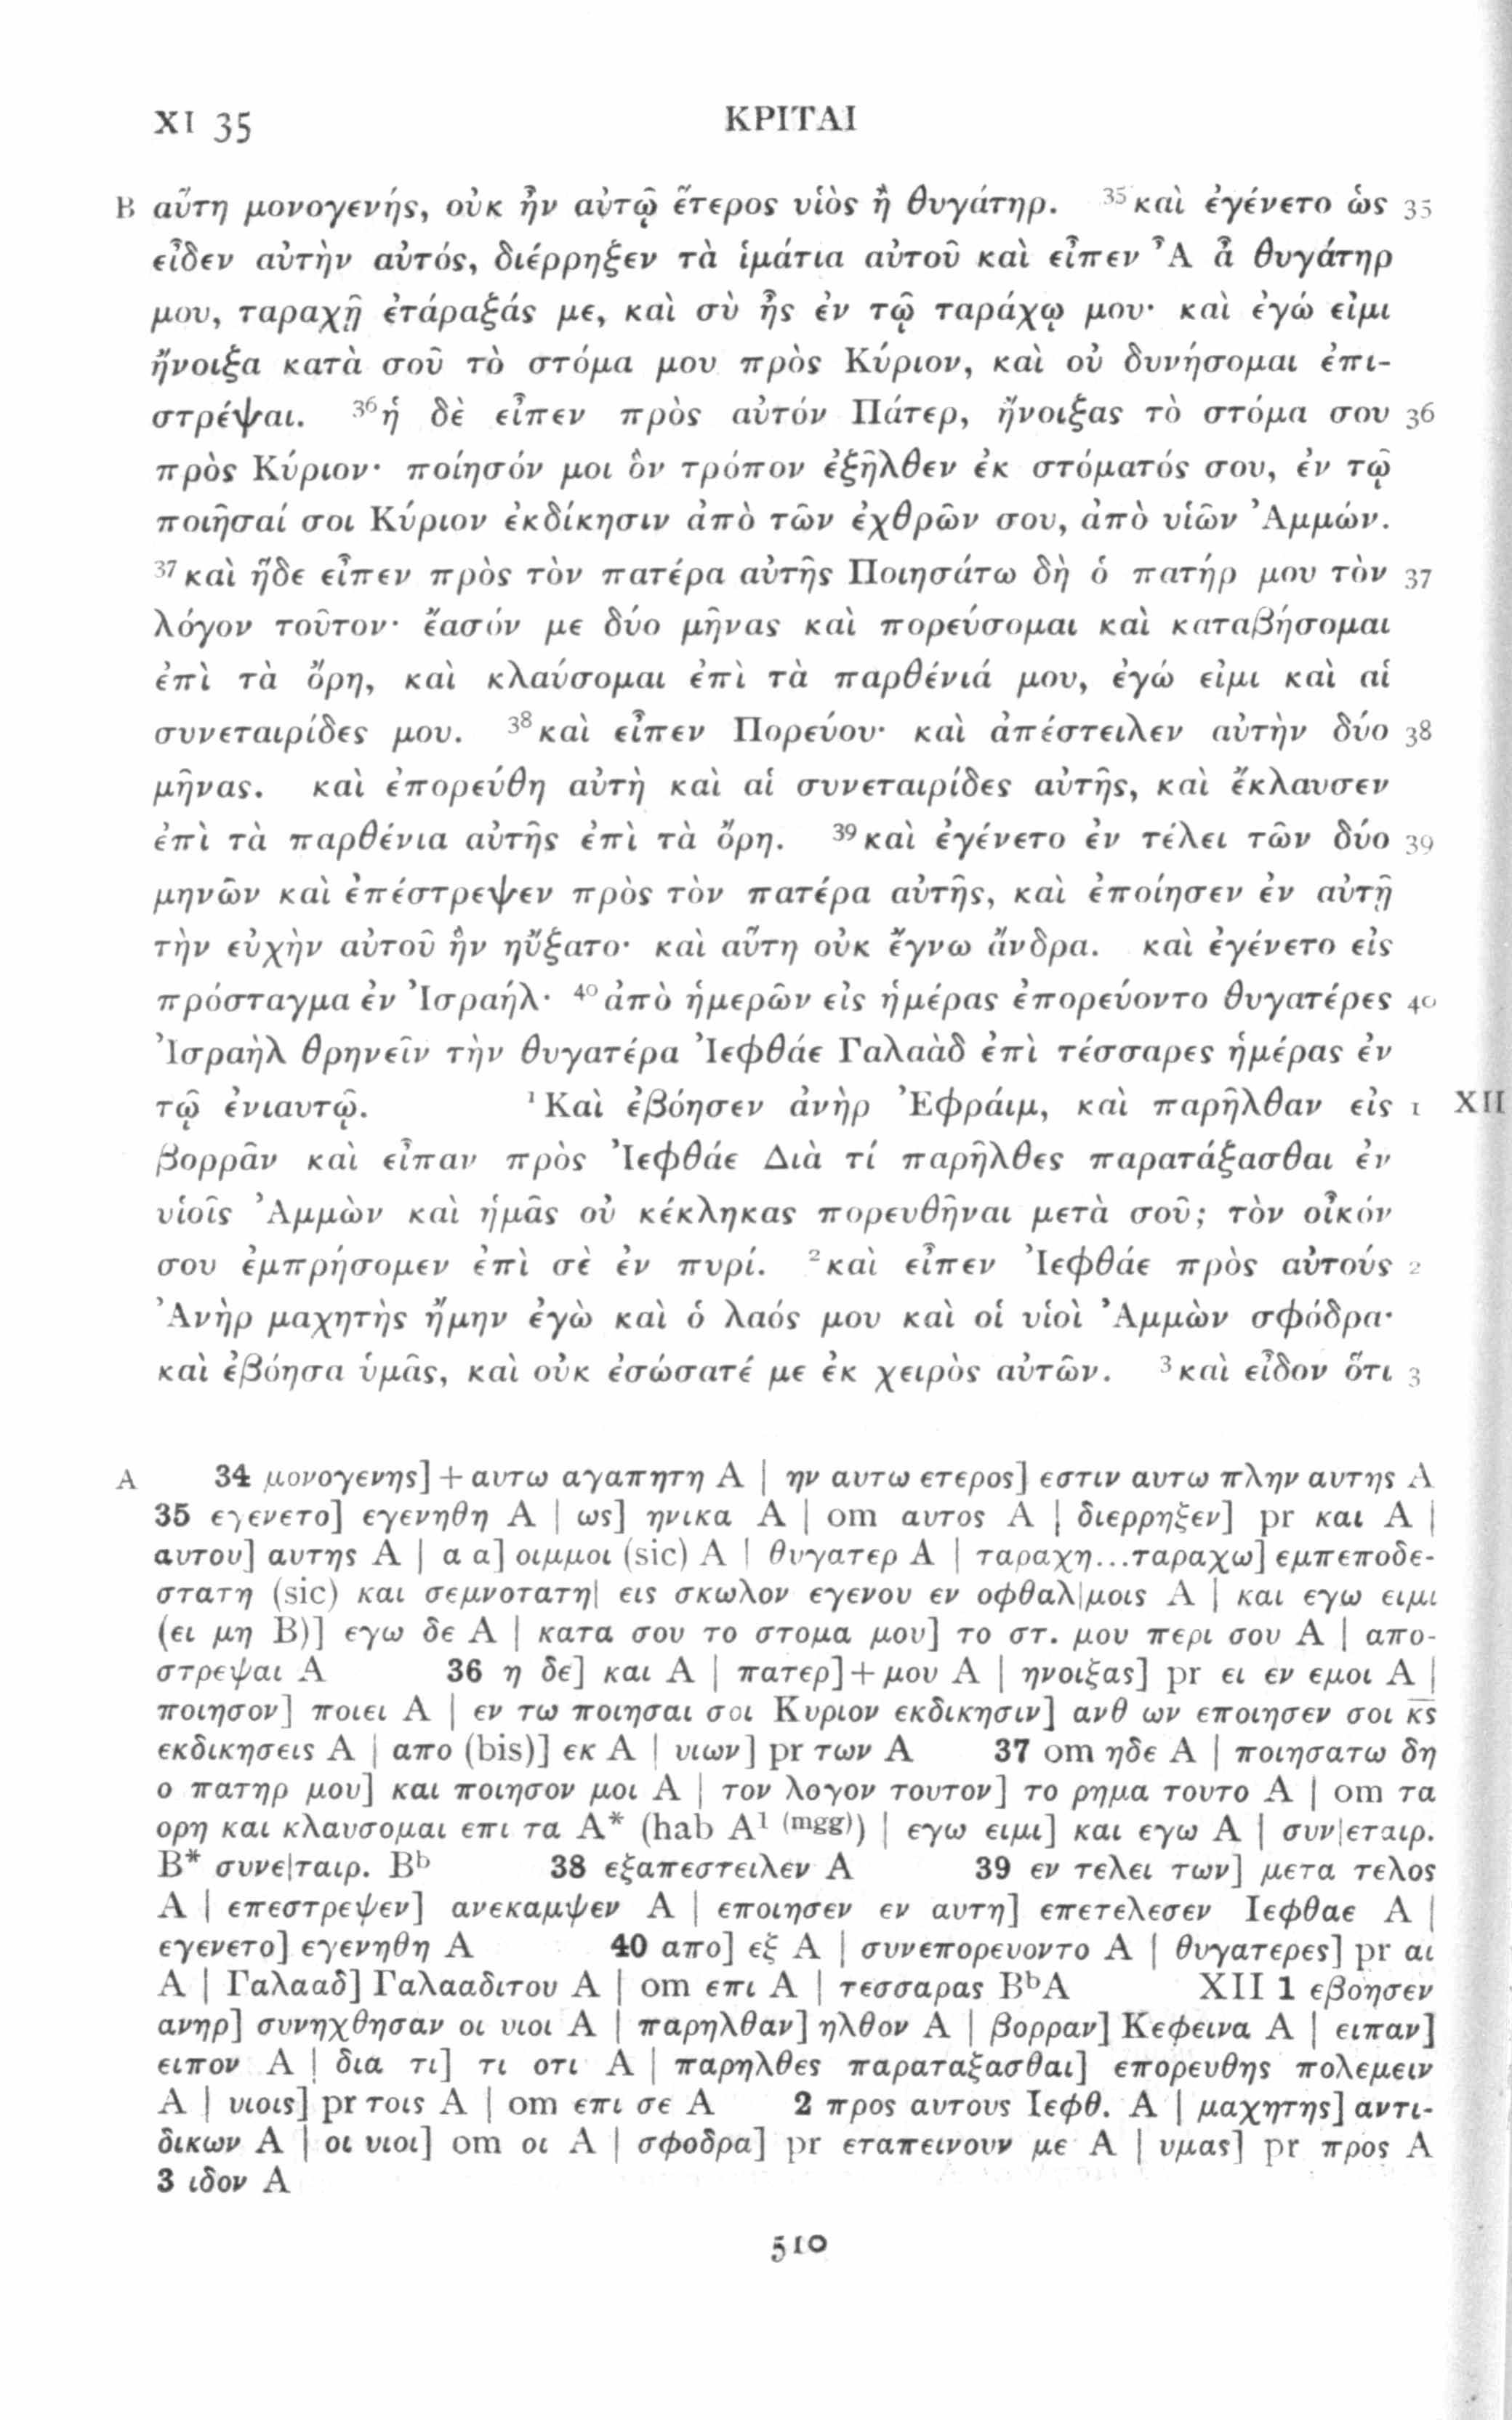 XI 35 ΚΡΙΤΑΙ
B αὕτη μονογενής, οὐκ ἦν αὐτῷ ἕτερος υἱὸς ἢ θυγάτηρ. ³⁵καὶ ἐγένετο ὡς 35
εἶδεν αὐτὴν αὐτός, διέρρηξεν τὰ ἱμάτια αὐτοῦ καὶ εἶπεν Ἆ ἆ θυγάτηρ
μου, ταραχῇ ἐτάραξάς με, καὶ σὺ ἦς ἐν τῷ ταράχῳ μου· καὶ ἐγώ εἰμι
ἤνοιξα κατὰ σοῦ τὸ στόμα μου πρὸς Κύριον, καὶ οὐ δυνήσομαι ἐπι-
στρέψαι. ³⁶ἡ δὲ εἶπεν πρὸς αὐτόν Πάτερ, ἤνοιξας τὸ στόμα σου 36
πρὸς Κύριον· ποίησόν μοι ὃν τρόπον ἐξῆλθεν ἐκ στόματός σου, ἐν τῷ
ποιῆσαί σοι Κύριον ἐκδίκησιν ἀπὸ τῶν ἐχθρῶν σου, ἀπὸ υἱῶν Ἀμμών.
³⁷καὶ ἥδε εἶπεν πρὸς τὸν πατέρα αὐτῆς Ποιησάτω δὴ ὁ πατήρ μου τὸν 37
λόγον τοῦτον· ἔασόν με δύο μῆνας καὶ πορεύσομαι καὶ καταβήσομαι
ἐπὶ τὰ ὄρη, καὶ κλαύσομαι ἐπὶ τὰ παρθένιά μου, ἐγώ εἰμι καὶ αἱ
συνεταιρίδες μου. ³⁸καὶ εἶπεν Πορεύου· καὶ ἀπέστειλεν αὐτὴν δύο 38
μῆνας. καὶ ἐπορεύθη αὐτὴ καὶ αἱ συνεταιρίδες αὐτῆς, καὶ ἔκλαυσεν
ἐπὶ τὰ παρθένια αὐτῆς ἐπὶ τὰ ὄρη. ³⁹καὶ ἐγένετο ἐν τέλει τῶν δύο 39
μηνῶν καὶ ἐπέστρεψεν πρὸς τὸν πατέρα αὐτῆς, καὶ ἐποίησεν ἐν αὐτῇ
τὴν εὐχὴν αὐτοῦ ἣν ηὔξατο· καὶ αὕτη οὐκ ἔγνω ἄνδρα. καὶ ἐγένετο εἰς
πρόσταγμα ἐν Ἰσραήλ· ⁴⁰ἀπὸ ἡμερῶν εἰς ἡμέρας ἐπορεύοντο θυγατέρες 40
Ἰσραὴλ θρηνεῖν τὴν θυγατέρα Ἰεφθάε Γαλαὰδ ἐπὶ τέσσαρες ἡμέρας ἐν
τῷ ἐνιαυτῷ. ¹Καὶ ἐβόησεν ἀνὴρ Ἐφράιμ, καὶ παρῆλθαν εἰς 1 XII
βορρᾶν καὶ εἶπαν πρὸς Ἰεφθάε Διὰ τί παρῆλθες παρατάξασθαι ἐν
υἱοῖς Ἀμμὼν καὶ ἡμᾶς οὐ κέκληκας πορευθῆναι μετὰ σοῦ; τὸν οἶκόν
σου ἐμπρήσομεν ἐπὶ σὲ ἐν πυρί. ²καὶ εἶπεν Ἰεφθάε πρὸς αὐτούς 2
Ἀνὴρ μαχητὴς ἤμην ἐγὼ καὶ ὁ λαός μου καὶ οἱ υἱοὶ Ἀμμὼν σφόδρα·
καὶ ἐβόησα ὑμᾶς, καὶ οὐκ ἐσώσατέ με ἐκ χειρὸς αὐτῶν. ³καὶ εἶδον ὅτι 3
A 34 μονογενης] + αυτω αγαπητη A | ην αυτω ετερος] εστιν αυτω πλην αυτης A
35 εγενετο] εγενηθη A | ως] ηνικα A | om αυτος A | διερρηξεν] pr και A |
αυτου] αυτης A | α α] οιμμοι (sic) A | θυγατερ A | ταραχη...ταραχω] εμπεποδε-
στατη (sic) και σεμνοτατη| εις σκωλον εγενου εν οφθαλ|μοις A | και εγω ειμι
(ει μη B)] εγω δε A | κατα σου το στομα μου] το στ. μου περι σου A | απο-
στρεψαι A 36 η δε] και A | πατερ] + μου A | ηνοιξας] pr ει εν εμοι A |
ποιησον] ποιει A | εν τω ποιησαι σοι Κυριον εκδικησιν] ανθ ων εποιησεν σοι κ̅ς̅
εκδικησεις A | απο (bis)] εκ A | υιων] pr των A 37 om ηδε A | ποιησατω δη
ο πατηρ μου] και ποιησον μοι A | τον λογον τουτον] το ρημα τουτο A | om τα
ορη και κλαυσομαι επι τα A* (hab A¹ ⁽ᵐᵍᵍ⁾) | εγω ειμι] και εγω A | συν|εταιρ.
B* συνε|ταιρ. Bᵇ 38 εξαπεστειλεν A 39 εν τελει των] μετα τελος
A | επεστρεψεν] ανεκαμψεν A | εποιησεν εν αυτη] επετελεσεν Ιεφθαε A |
εγενετο] εγενηθη A 40 απο] εξ A | συνεπορευοντο A | θυγατερες] pr αι
A | Γαλααδ] Γαλααδιτου A | om επι A | τεσσαρας BᵇA XII 1 εβοησεν
ανηρ] συνηχθησαν οι υιοι A | παρηλθαν] ηλθον A | βορραν] Κεφεινα A | ειπαν]
ειπον A | δια τι] τι οτι A | παρηλθες παραταξασθαι] επορευθης πολεμειν
A | υιοις] pr τοις A | om επι σε A 2 προς αυτους Ιεφθ. A | μαχητης] αντι-
δικων A | οι υιοι] om οι A | σφοδρα] pr εταπεινουν με A | υμας] pr προς A
3 ιδον A
510